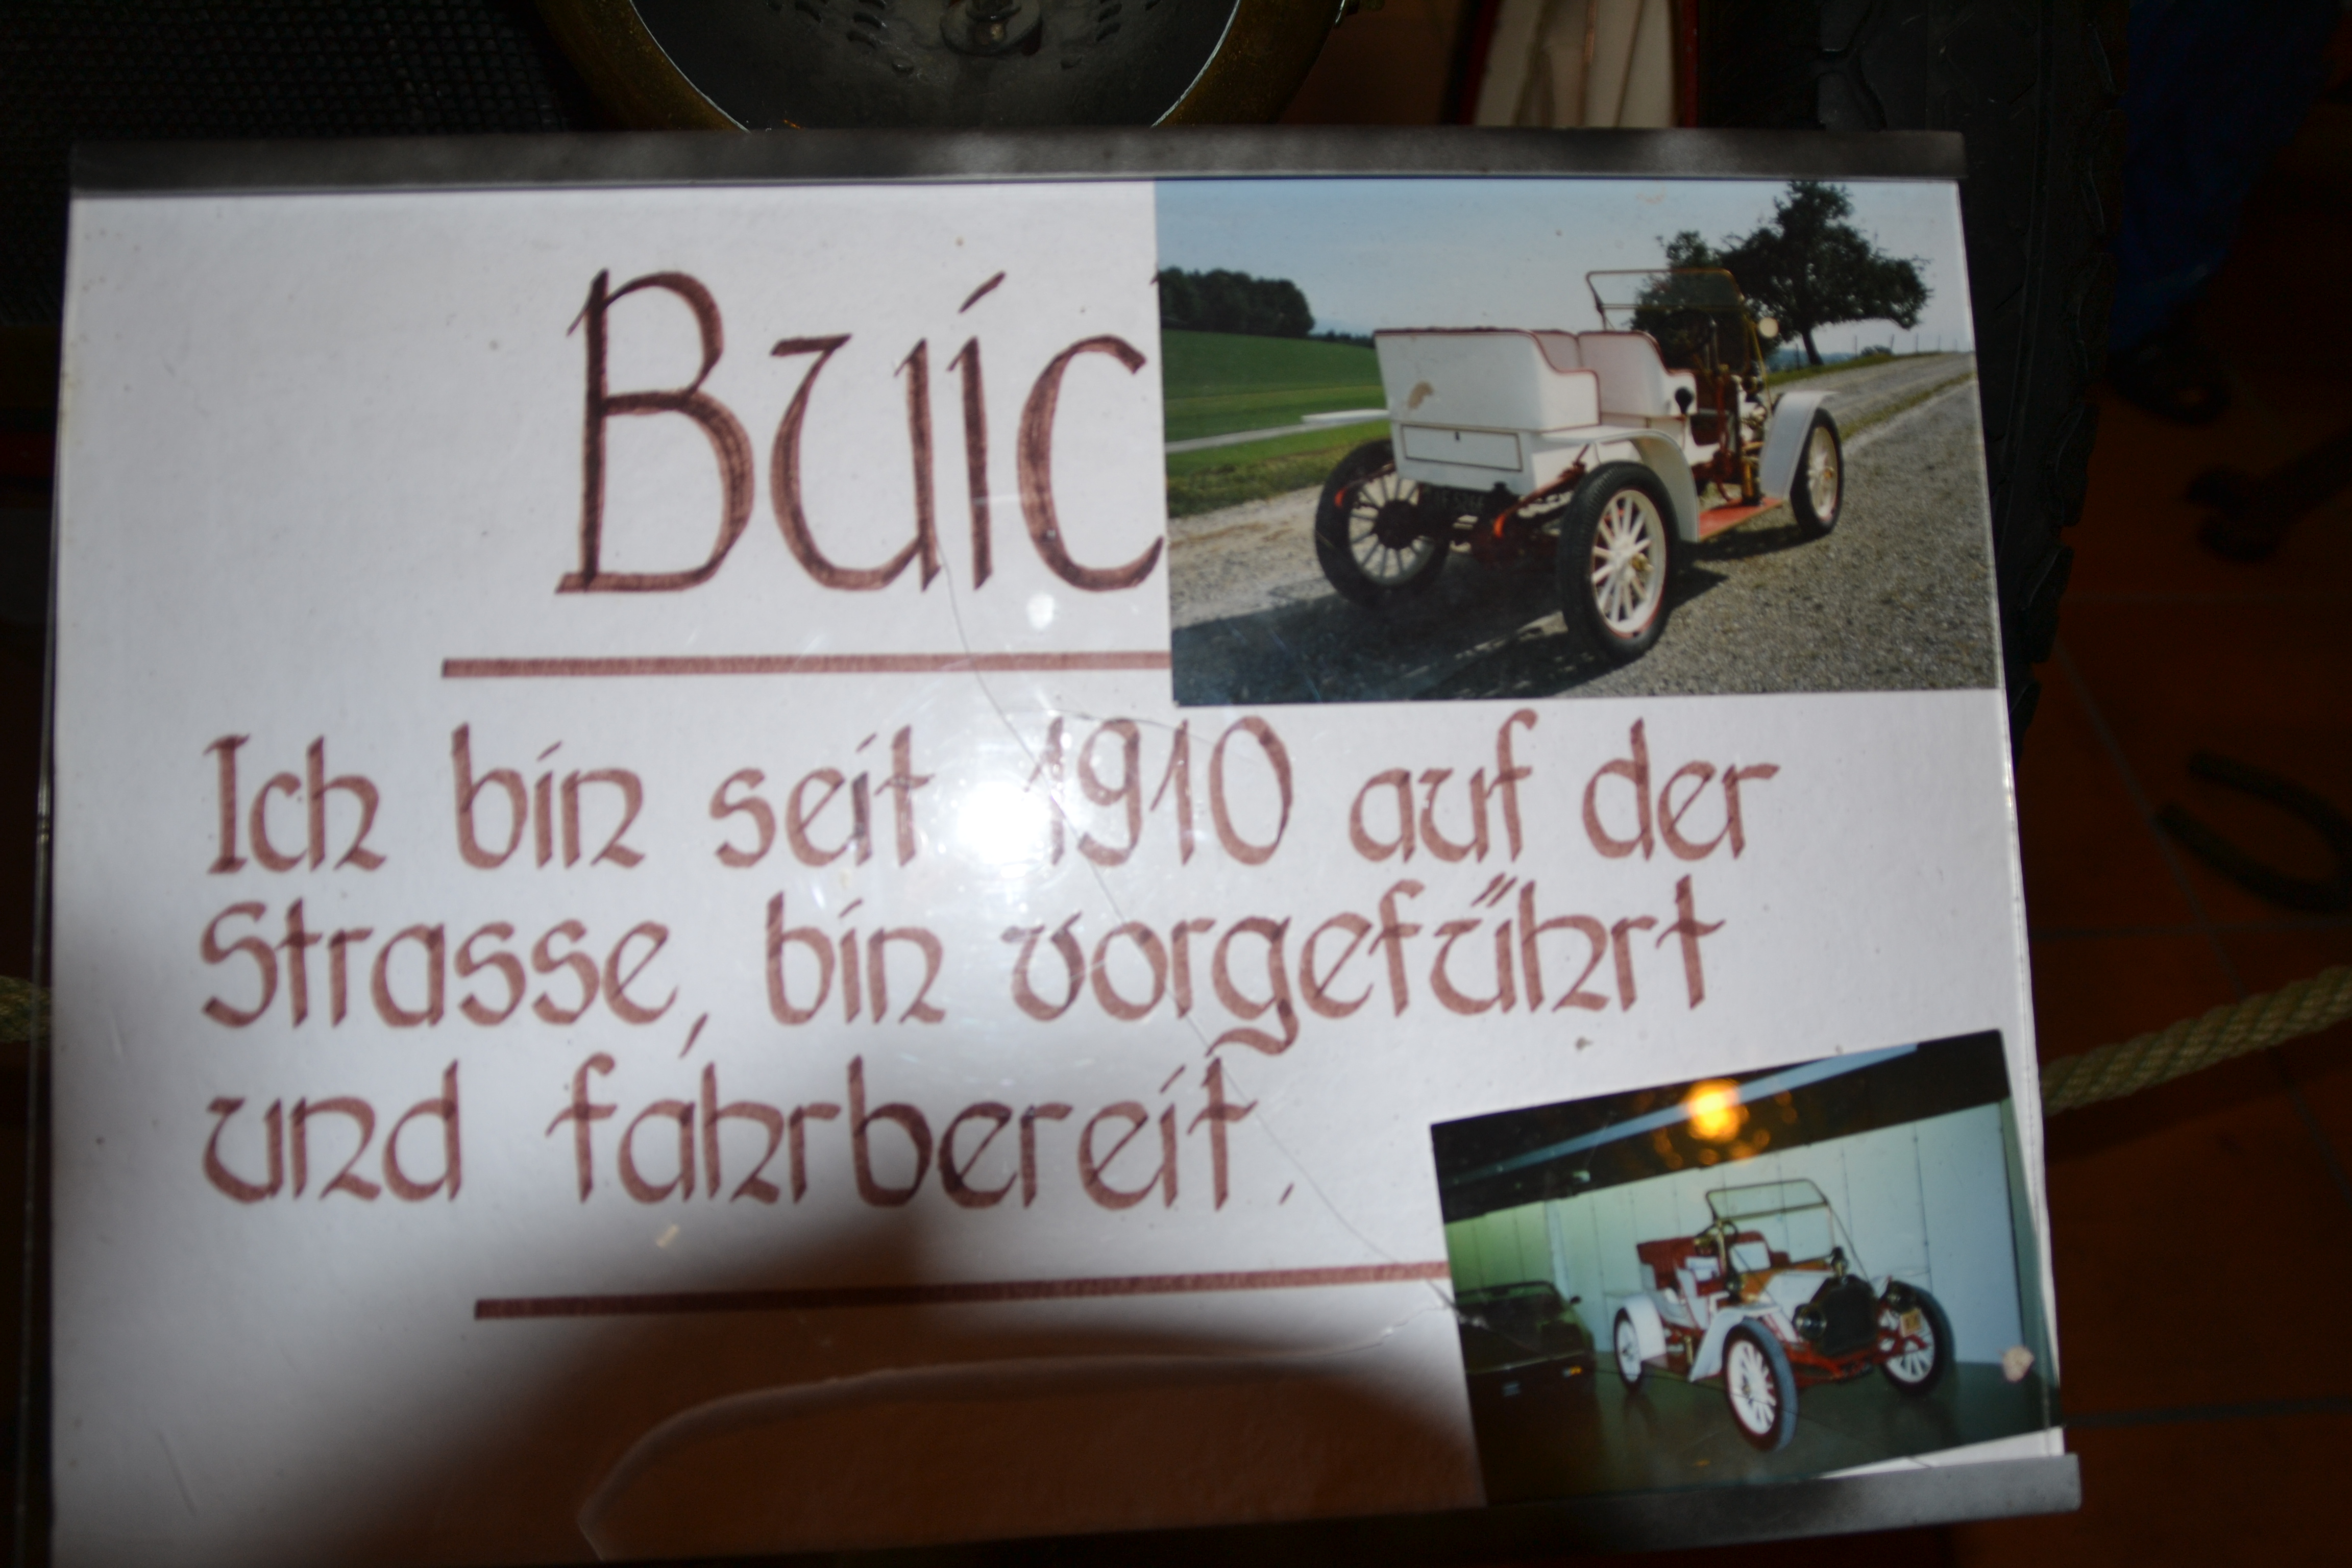 Buic
Ich bin seit 1910 auf der
Strasse, bin vorgeführt
und fahrbereit.